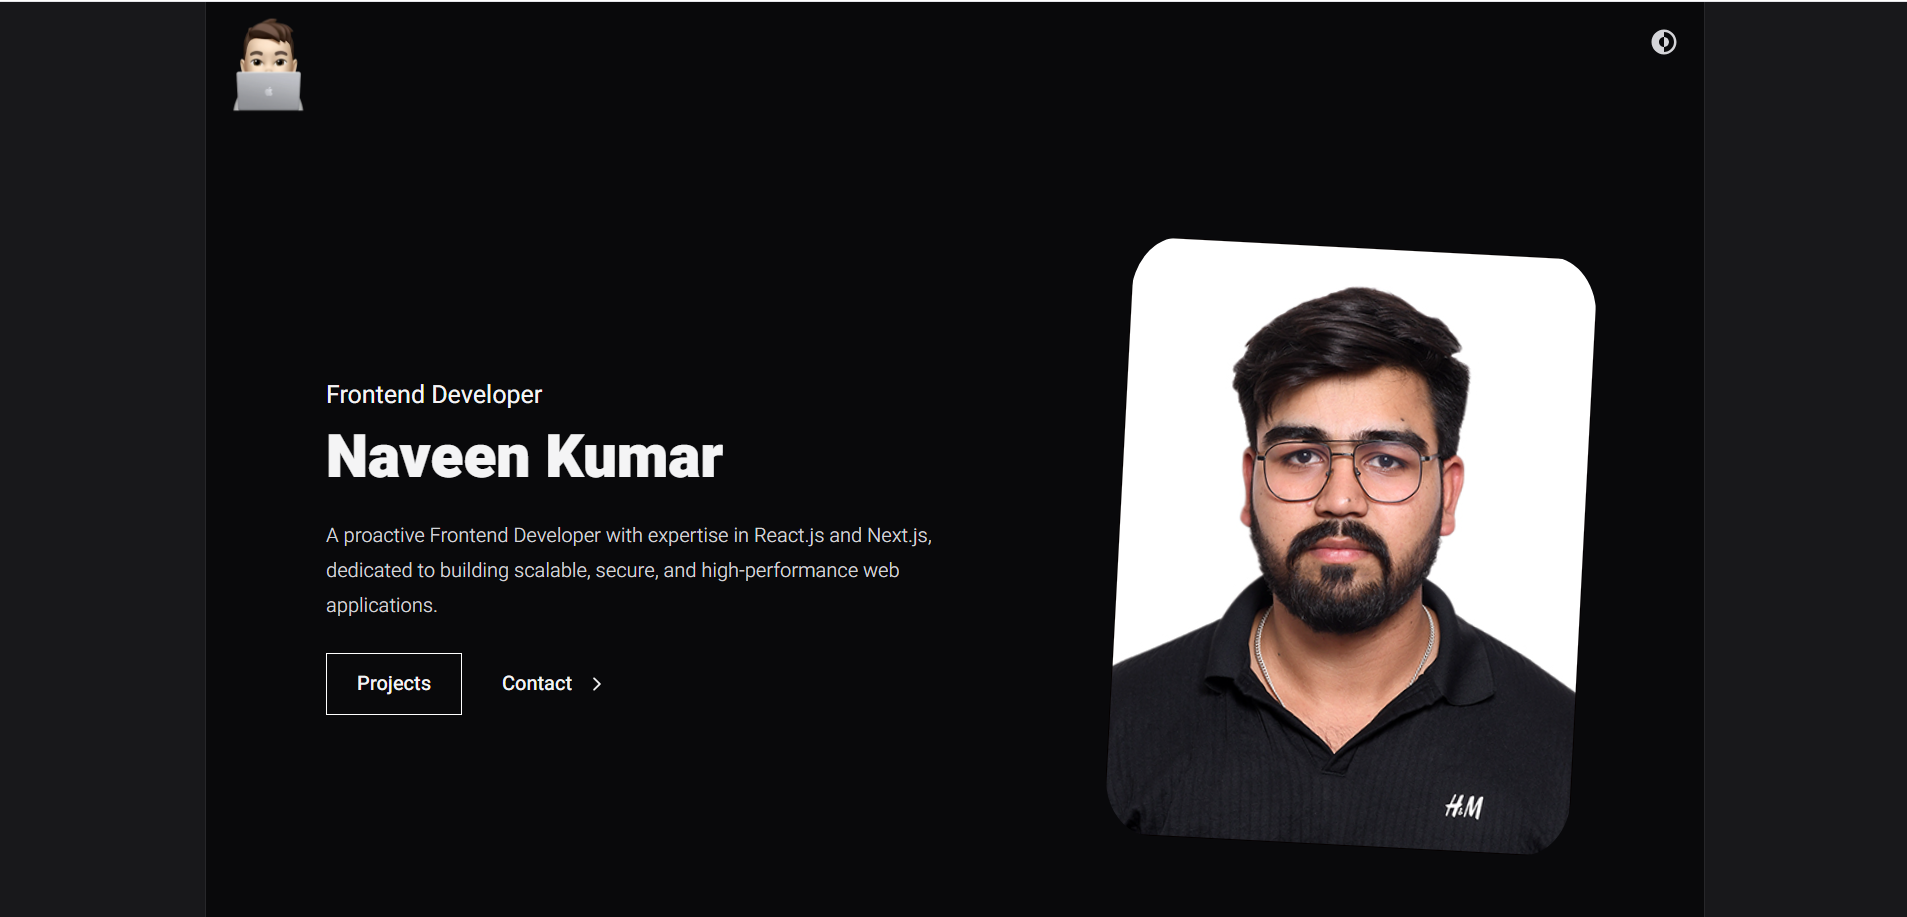 Frontend Developer
Naveen Kumar
A proactive Frontend Developer with expertise in React.js and Next.js,
dedicated to building scalable, secure, and high-performance web
applications.
Projects
Contact
H&M